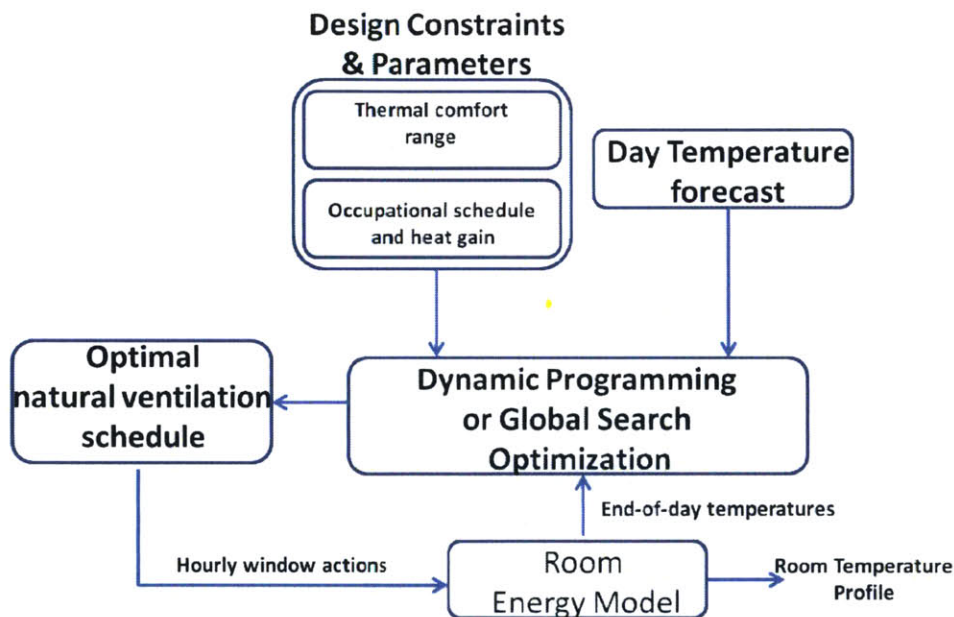 Design Constraints
& Parameters
Thermal comfort
range
Occupational schedule
and heat gain
Day Temperature
forecast
Optimal
natural ventilation
schedule
Dynamic Programming
or Global Search
Optimization
End-of-day temperatures
Hourly window actions
Room
Energy Model
Room Temperature
Profile